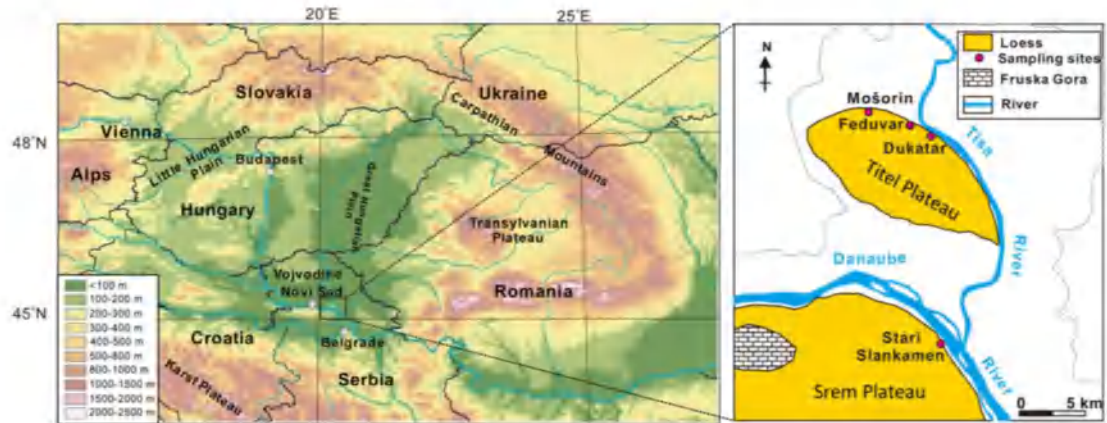 20°E
25°E
48°N
45°N
Slovakia
Ukraine
Vienna
Carpathian
Mountains
Little Hungarian
Plain
Budapest
Alps
Great Hungarian
Plain
Hungary
Transylvanian
Plateau
Vojvodine
Novi Sad
Romania
Croatia
Belgrade
Karst Plateau
Serbia
<100 m
100-200 m
200-300 m
300-400 m
400-500 m
500-800 m
800-1000 m
1000-1500 m
1500-2000 m
2000-2500 m
N
Loess
Sampling sites
Fruska Gora
River
Mošorin
Feduvar
Dukatar
Tisa
River
Titel Plateau
Danaube
River
Stari
Slankamen
Srem Plateau
0 5 km